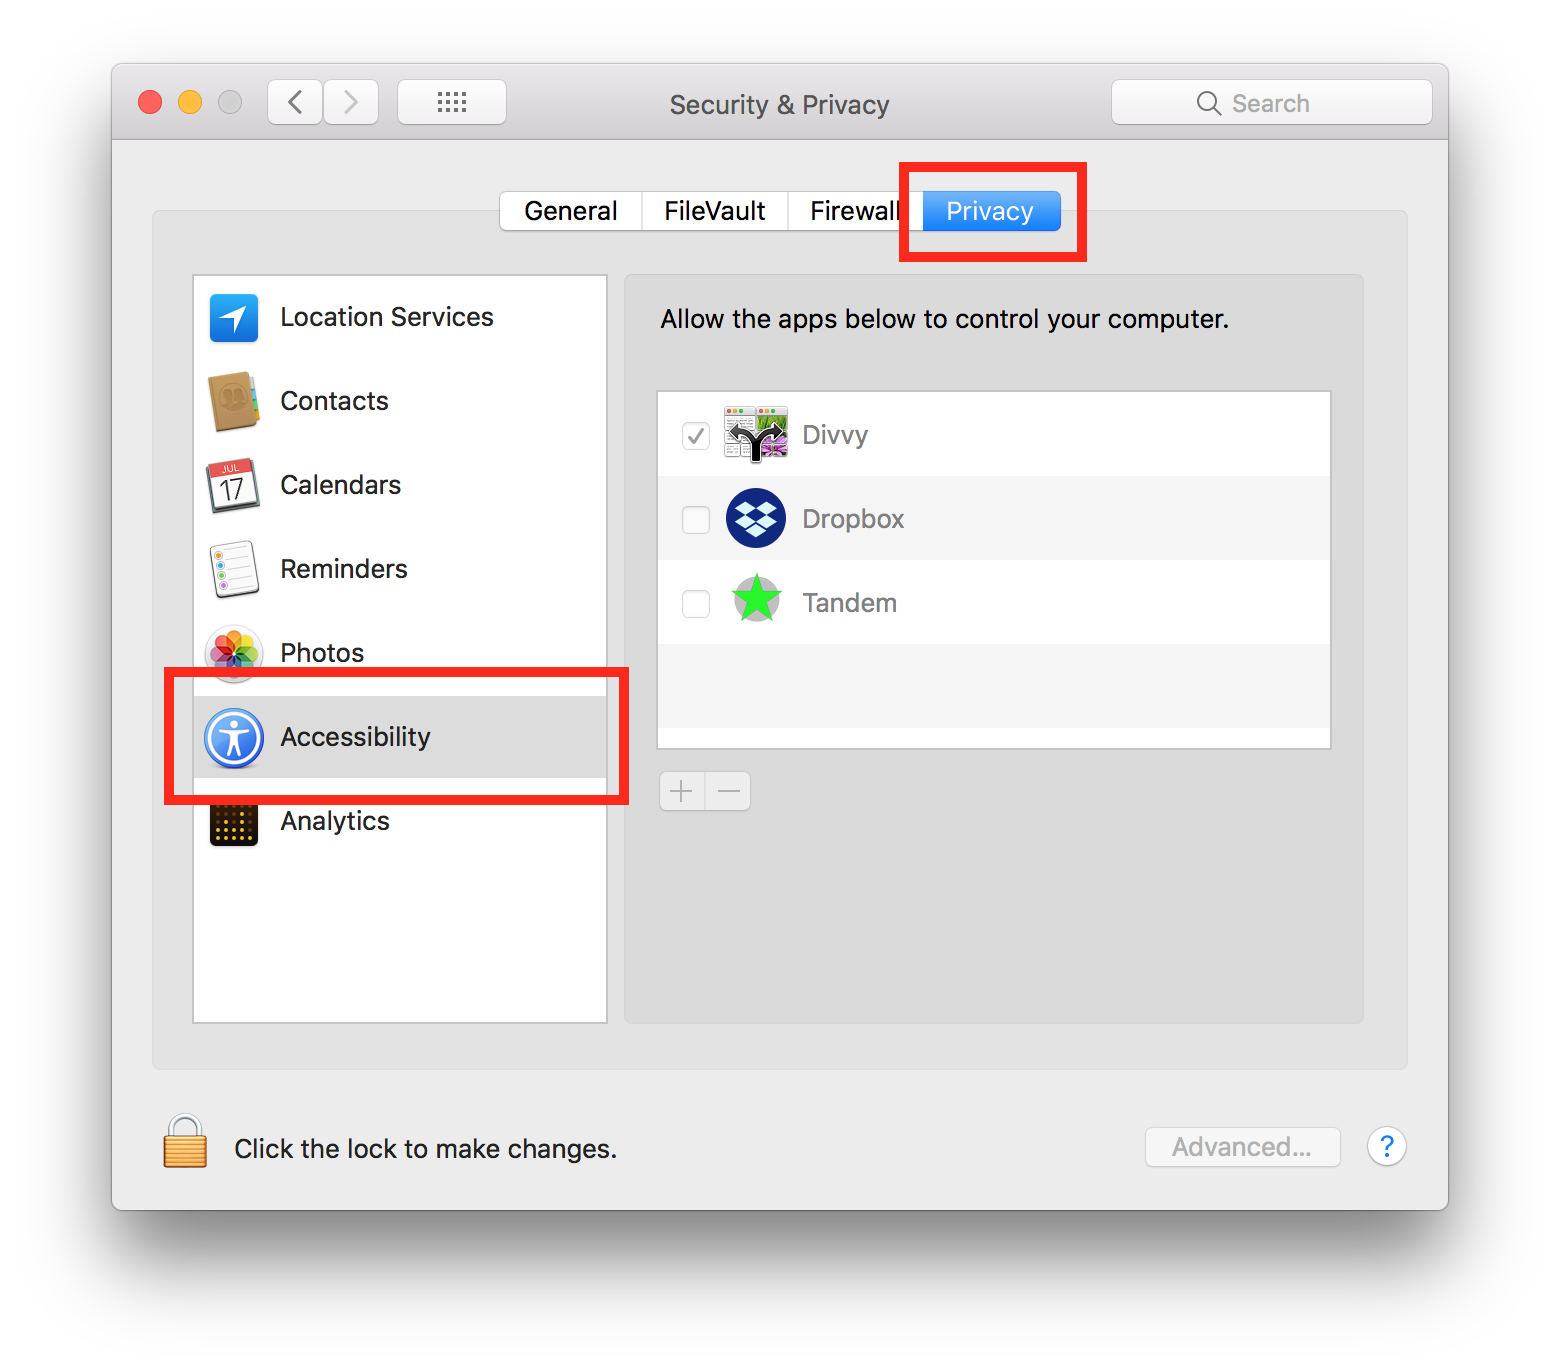 Security & Privacy
Search
General
FileVault
Firewall
Privacy
Location Services
Contacts
JUL
17
Calendars
Reminders
Photos
Accessibility
Analytics
Allow the apps below to control your computer.
Divvy
Dropbox
Tandem
Click the lock to make changes.
Advanced...
?